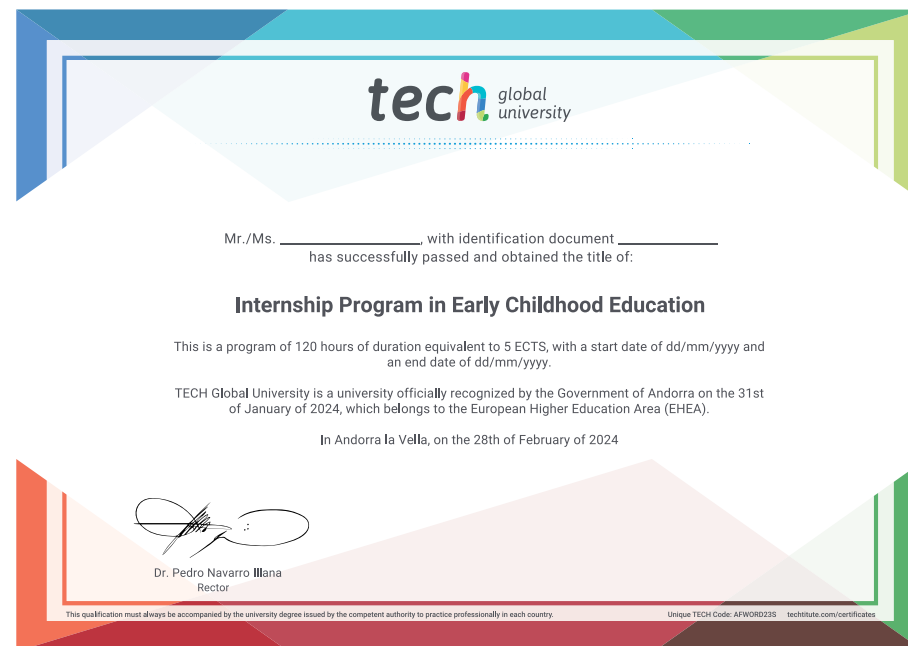 tech global university
Mr./Ms. ____________________, with identification document ______________
has successfully passed and obtained the title of:
Internship Program in Early Childhood Education
This is a program of 120 hours of duration equivalent to 5 ECTS, with a start date of dd/mm/yyyy and
an end date of dd/mm/yyyy.
TECH Global University is a university officially recognized by the Government of Andorra on the 31st
of January of 2024, which belongs to the European Higher Education Area (EHEA).
In Andorra la Vella, on the 28th of February of 2024
Dr. Pedro Navarro Illana
Rector
This qualification must always be accompanied by the university degree issued by the competent authority to practice professionally in each country.
Unique TECH Code: AFWORD23S techtitute.com/certificates